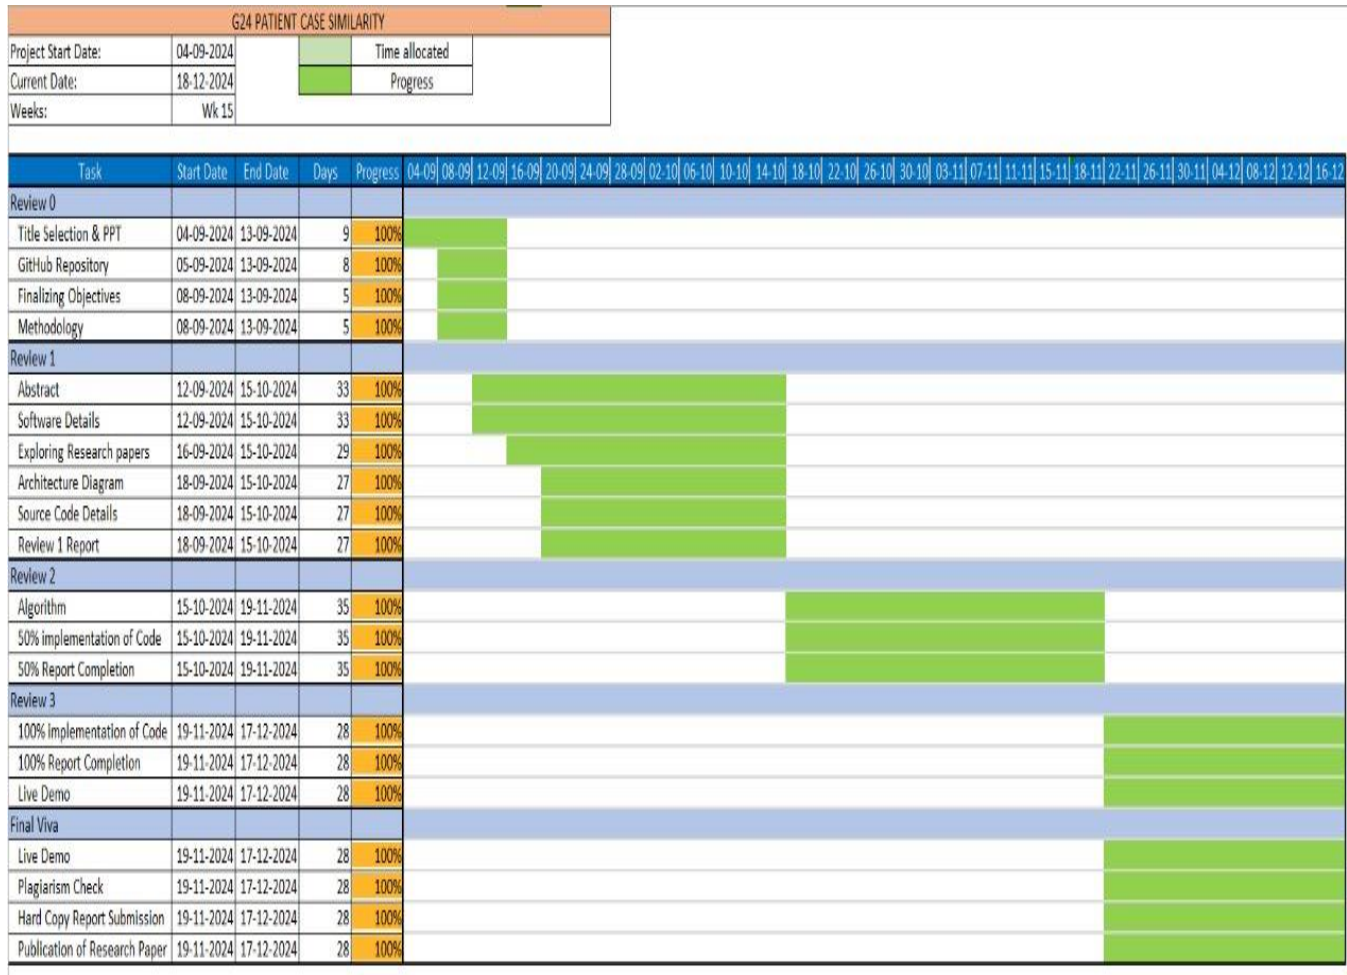 G24 PATIENT CASE SIMILARITY
Project Start Date: 04-09-2024 Time allocated
Current Date: 18-12-2024 Progress
Weeks: Wk 15
Task Start Date End Date Days Progress 04-09 08-09 12-09 16-09 20-09 24-09 28-09 02-10 06-10 10-10 14-10 18-10 22-10 26-10 30-10 03-11 07-11 11-11 15-11 18-11 22-11 26-11 30-11 04-12 08-12 12-12 16-12
Review 0
Title Selection & PPT 04-09-2024 13-09-2024 9 100%
GitHub Repository 05-09-2024 13-09-2024 8 100%
Finalizing Objectives 08-09-2024 13-09-2024 5 100%
Methodology 08-09-2024 13-09-2024 5 100%
Review 1
Abstract 12-09-2024 15-10-2024 33 100%
Software Details 12-09-2024 15-10-2024 33 100%
Exploring Research papers 16-09-2024 15-10-2024 29 100%
Architecture Diagram 18-09-2024 15-10-2024 27 100%
Source Code Details 18-09-2024 15-10-2024 27 100%
Review 1 Report 18-09-2024 15-10-2024 27 100%
Review 2
Algorithm 15-10-2024 19-11-2024 35 100%
50% implementation of Code 15-10-2024 19-11-2024 35 100%
50% Report Completion 15-10-2024 19-11-2024 35 100%
Review 3
100% Implementation of Code 19-11-2024 17-12-2024 28 100%
100% Report Completion 19-11-2024 17-12-2024 28 100%
Live Demo 19-11-2024 17-12-2024 28 100%
Final Viva
Live Demo 19-11-2024 17-12-2024 28 100%
Plagiarism Check 19-11-2024 17-12-2024 28 100%
Hard Copy Report Submission 19-11-2024 17-12-2024 28 100%
Publication of Research Paper 19-11-2024 17-12-2024 28 100%